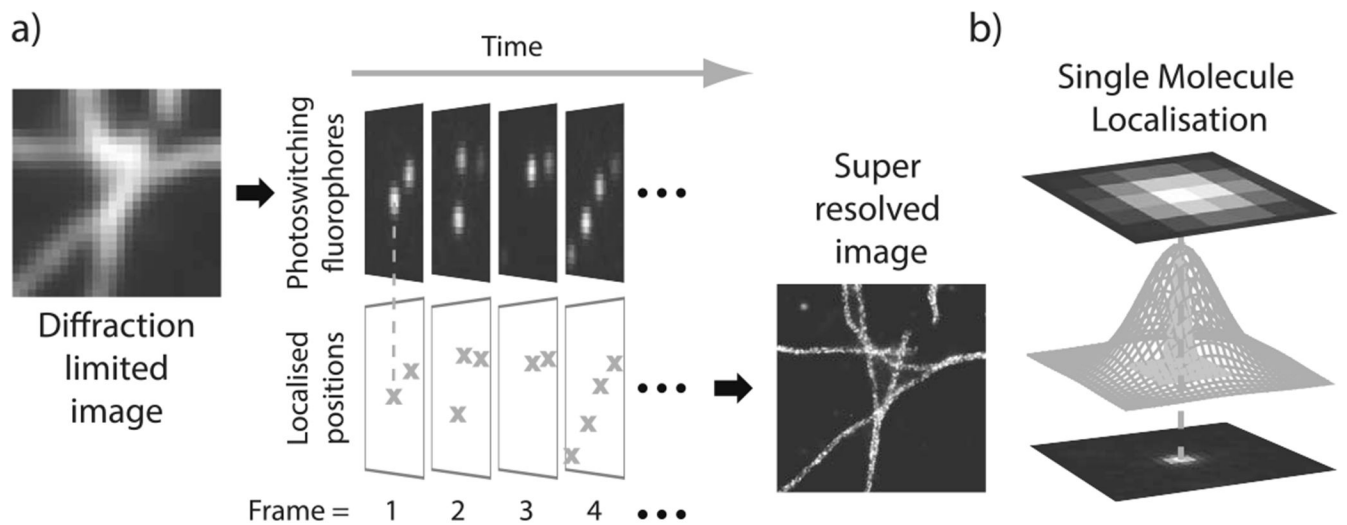 a)
Time
Diffraction
limited
image
Photoswitching
fluorophores
Localised
positions
x x
x x x
x x
x x x x
Frame = 1 2 3 4
Super
resolved
image
b)
Single Molecule
Localisation